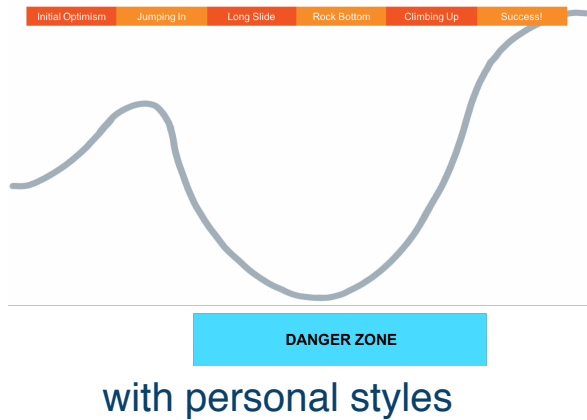 Initial Optimism Jumping In Long Slide Rock Bottom Climbing Up Success!
DANGER ZONE
with personal styles